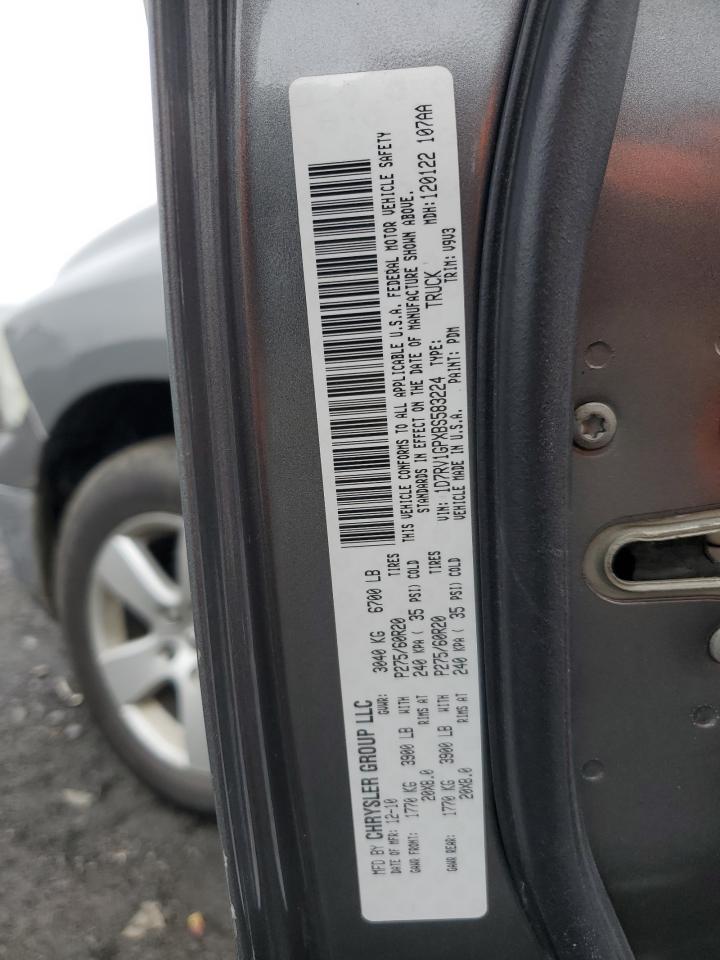 MFD BY CHRYSLER GROUP LLC
DATE OF MFR: 12-10 GVWR: 3040 KG 6700 LB
GAWR FRONT: 1770 KG 3900 LB WITH P275/60R20 TIRES
20X8.0 RIMS AT 240 KPA ( 35 PSI) COLD
GAWR REAR: 1770 KG 3900 LB WITH P275/60R20 TIRES
20X8.0 RIMS AT 240 KPA ( 35 PSI) COLD
THIS VEHICLE CONFORMS TO ALL APPLICABLE U.S.A. FEDERAL MOTOR VEHICLE SAFETY
STANDARDS IN EFFECT ON THE DATE OF MANUFACTURE SHOWN ABOVE.
VIN: 1D7RV1GPXBS583224 TYPE: TRUCK MDH:120122 107AA
VEHICLE MADE IN U.S.A. PAINT: PDM TRIM: V9V3